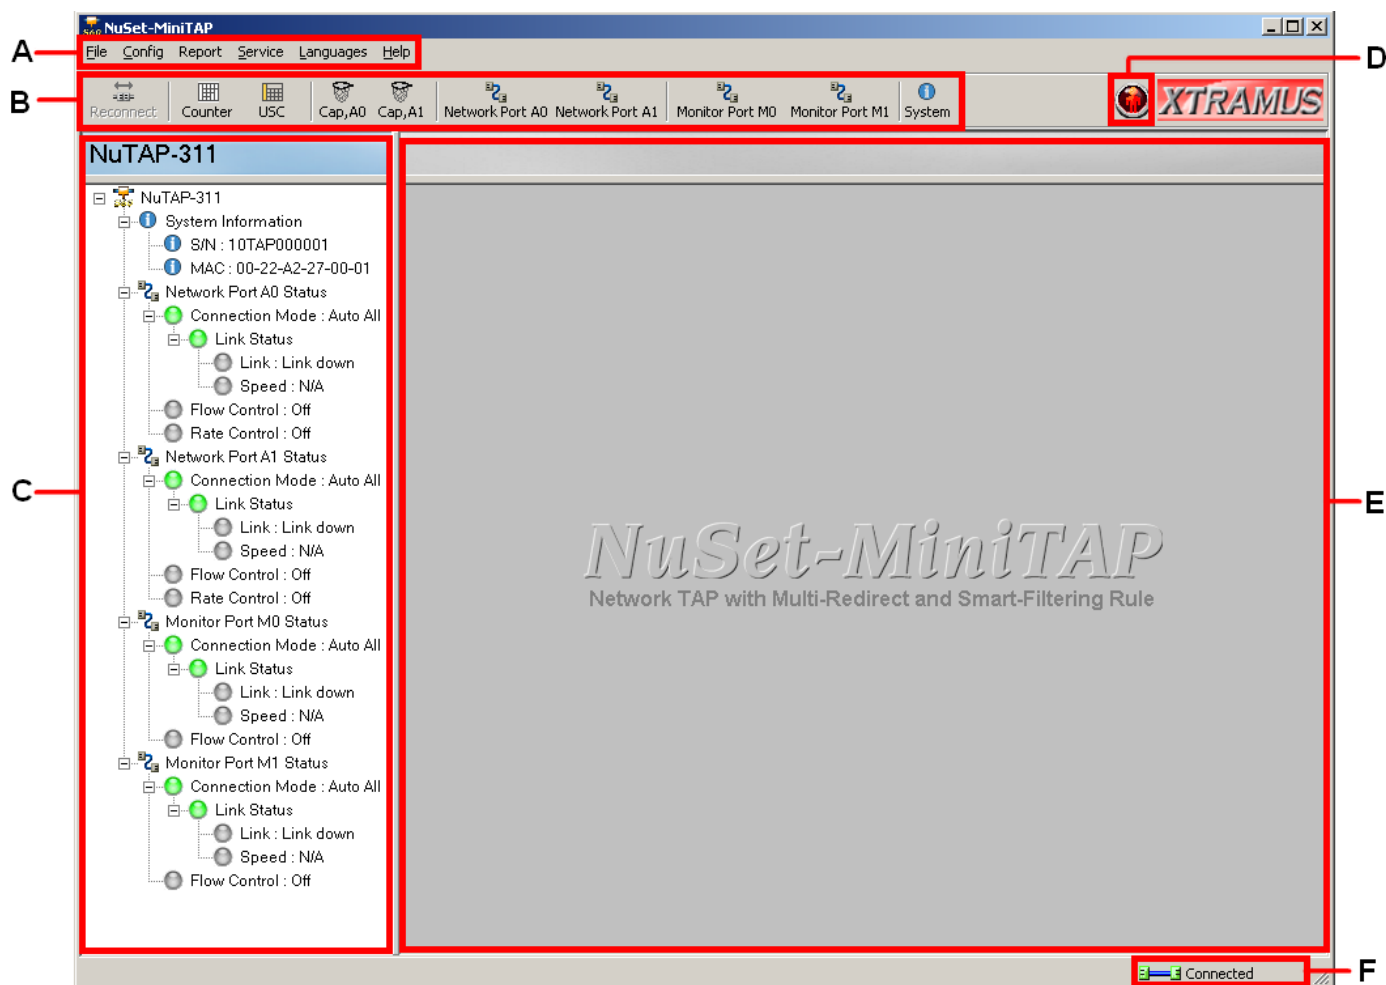 NuSet-MiniTAP
A
File Config Report Service Languages Help
D
B
Reconnect Counter USC Cap,A0 Cap,A1 Network Port A0 Network Port A1 Monitor Port M0 Monitor Port M1 System
XTRAMUS
NuTAP-311
NuTAP-311
System Information
S/N : 10TAP000001
MAC : 00-22-A2-27-00-01
Network Port A0 Status
Connection Mode : Auto All
Link Status
Link : Link down
Speed : N/A
Flow Control : Off
Rate Control : Off
Network Port A1 Status
Connection Mode : Auto All
Link Status
Link : Link down
Speed : N/A
Flow Control : Off
Rate Control : Off
Monitor Port M0 Status
Connection Mode : Auto All
Link Status
Link : Link down
Speed : N/A
Flow Control : Off
Monitor Port M1 Status
Connection Mode : Auto All
Link Status
Link : Link down
Speed : N/A
Flow Control : Off
C
E
NuSet-MiniTAP
Network TAP with Multi-Redirect and Smart-Filtering Rule
Connected
F